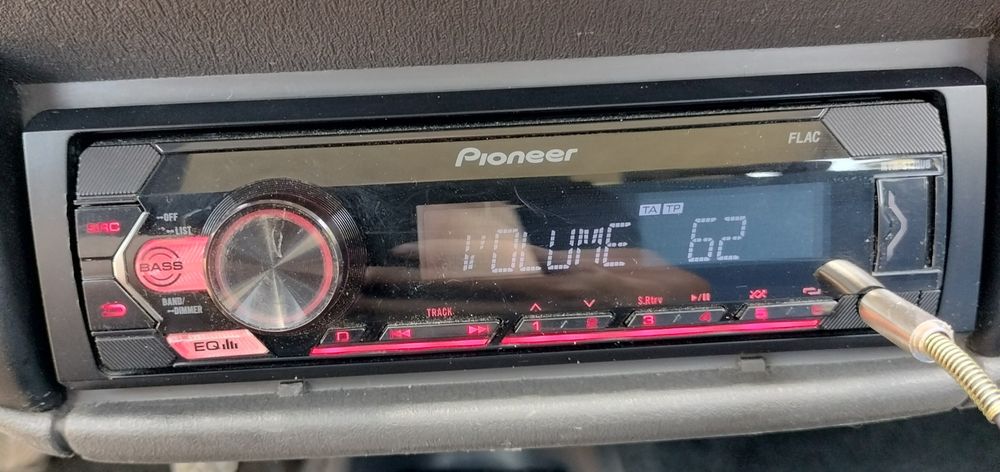 Pioneer
FLAC
SRC
OFF
LIST
TA TP
VOLUME 62
BASS
BAND/
DIMMER
TRACK
S.Rtrv
D
1 / 2
3 / 4
5 / 6
EQ